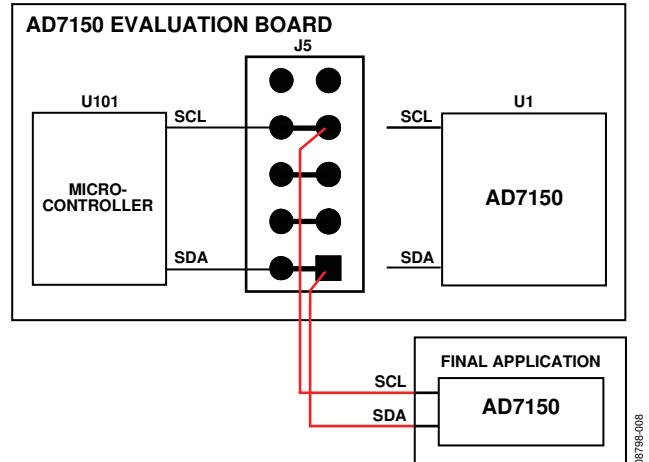 AD7150 EVALUATION BOARD
J5
U101
SCL
MICRO-
CONTROLLER
SDA
SCL
U1
AD7150
SDA
FINAL APPLICATION
SCL
SDA
AD7150
08798-008